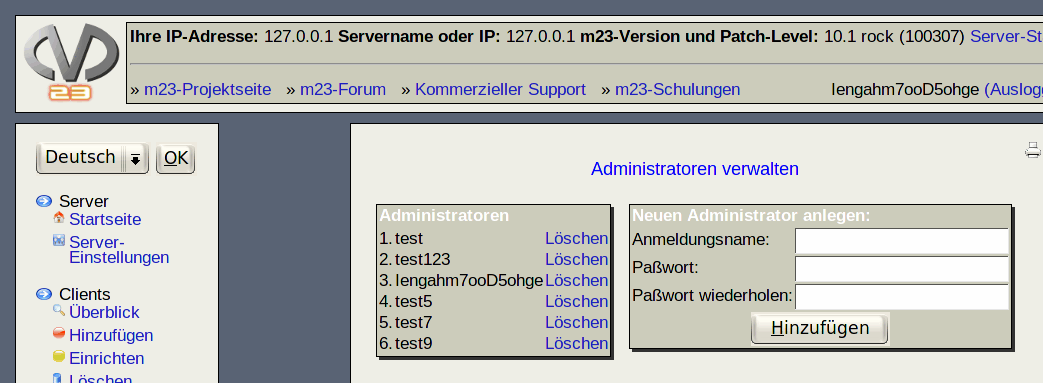 Ihre IP-Adresse: 127.0.0.1 Servername oder IP: 127.0.0.1 m23-Version und Patch-Level: 10.1 rock (100307) Server-St
» m23-Projektseite » m23-Forum » Kommerzieller Support » m23-Schulungen lengahm7ooD5ohge (Auslogg
23
Deutsch OK
Server
Startseite
Server-
Einstellungen
Clients
Überblick
Hinzufügen
Einrichten
Löschen
Administratoren verwalten
Administratoren
1. test Löschen
2. test123 Löschen
3. lengahm7ooD5ohge Löschen
4. test5 Löschen
5. test7 Löschen
6. test9 Löschen
Neuen Administrator anlegen:
Anmeldungsname:
Paßwort:
Paßwort wiederholen:
Hinzufügen